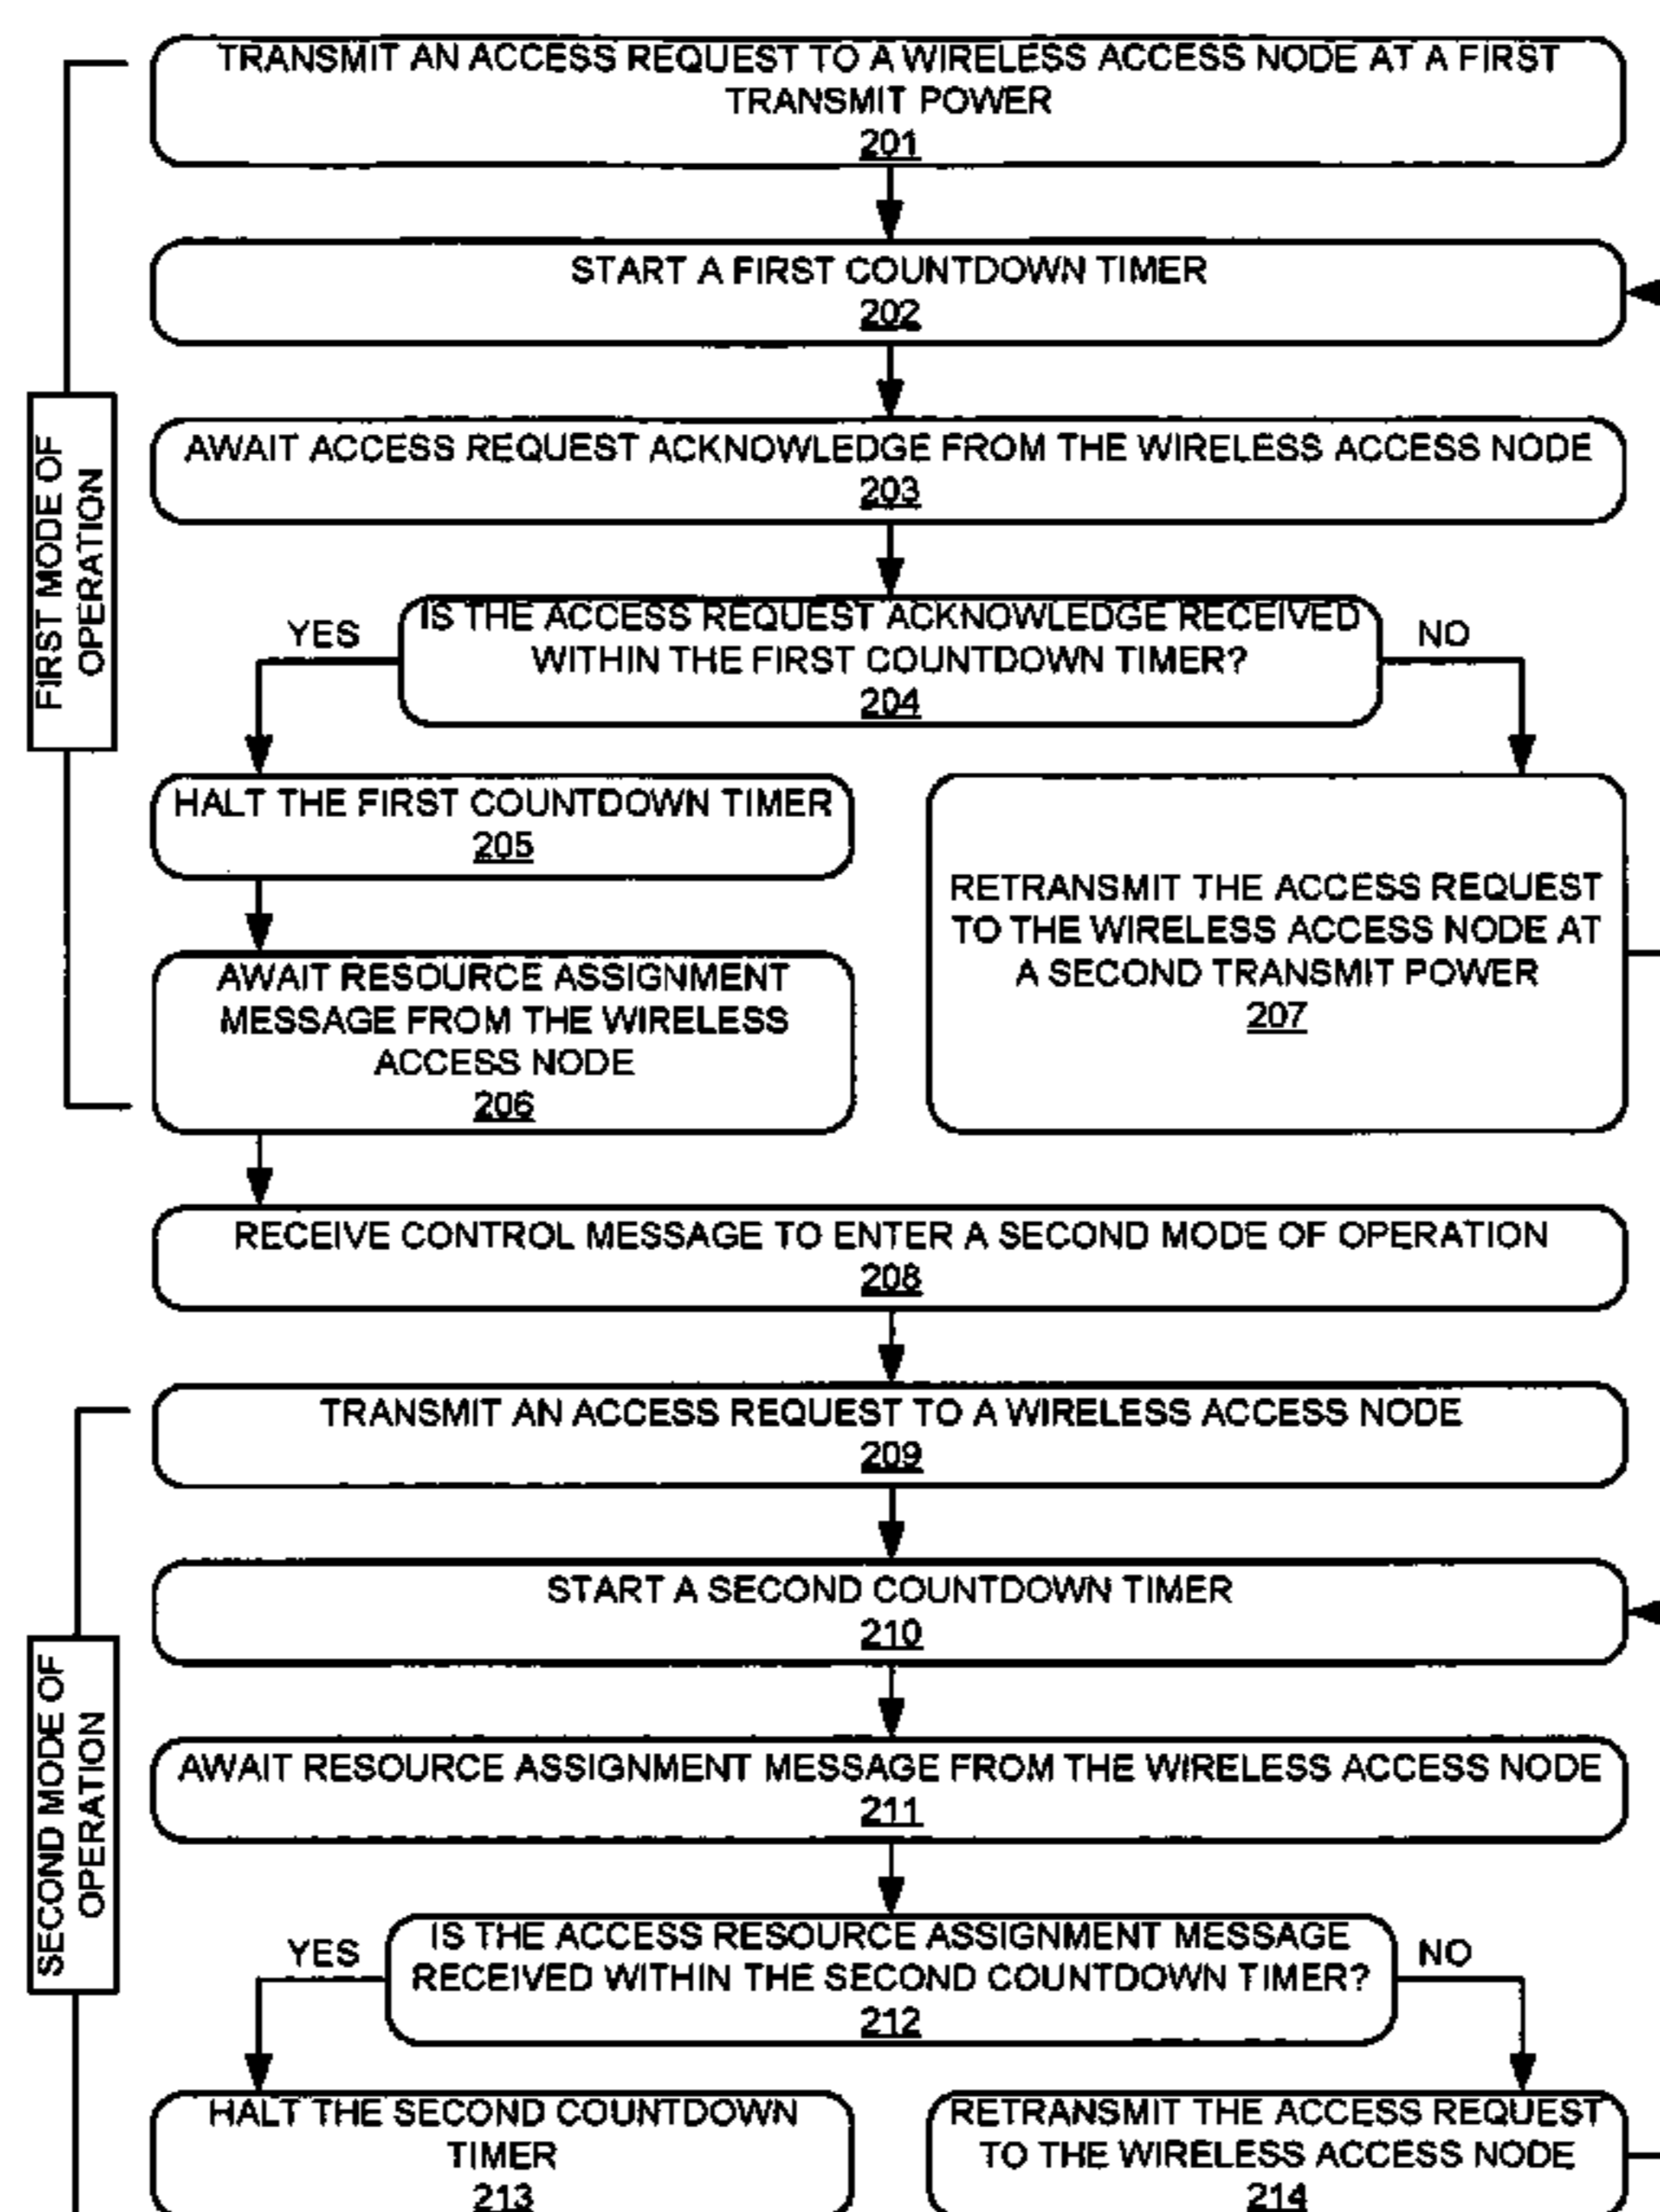 TRANSMIT AN ACCESS REQUEST TO A WIRELESS ACCESS NODE AT A FIRST
TRANSMIT POWER
201
START A FIRST COUNTDOWN TIMER
202
AWAIT ACCESS REQUEST ACKNOWLEDGE FROM THE WIRELESS ACCESS NODE
203
FIRST MODE OF
OPERATION
IS THE ACCESS REQUEST ACKNOWLEDGE RECEIVED
WITHIN THE FIRST COUNTDOWN TIMER?
204
YES
NO
HALT THE FIRST COUNTDOWN TIMER
205
AWAIT RESOURCE ASSIGNMENT
MESSAGE FROM THE WIRELESS
ACCESS NODE
206
RETRANSMIT THE ACCESS REQUEST
TO THE WIRELESS ACCESS NODE AT
A SECOND TRANSMIT POWER
207
RECEIVE CONTROL MESSAGE TO ENTER A SECOND MODE OF OPERATION
208
TRANSMIT AN ACCESS REQUEST TO A WIRELESS ACCESS NODE
209
START A SECOND COUNTDOWN TIMER
210
SECOND MODE OF
OPERATION
AWAIT RESOURCE ASSIGNMENT MESSAGE FROM THE WIRELESS ACCESS NODE
211
IS THE ACCESS RESOURCE ASSIGNMENT MESSAGE
RECEIVED WITHIN THE SECOND COUNTDOWN TIMER?
212
YES
NO
HALT THE SECOND COUNTDOWN
TIMER
213
RETRANSMIT THE ACCESS REQUEST
TO THE WIRELESS ACCESS NODE
214